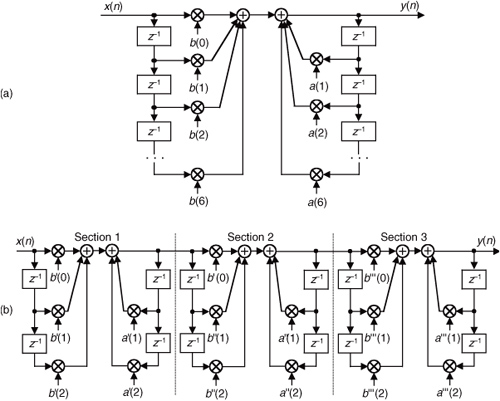 x(n) y(n)
z⁻¹ b(0) z⁻¹
b(1) a(1)
(a) z⁻¹ z⁻¹
b(2) a(2)
z⁻¹ z⁻¹
. . . . . .
b(6) a(6)
x(n) Section 1 Section 2 Section 3 y(n)
z⁻¹ b'(0) z⁻¹ z⁻¹ b''(0) z⁻¹ z⁻¹ b'''(0) z⁻¹
(b) b'(1) a'(1) b''(1) a''(1) b'''(1) a'''(1)
z⁻¹ z⁻¹ z⁻¹ z⁻¹ z⁻¹ z⁻¹
b'(2) a'(2) b''(2) a''(2) b'''(2) a'''(2)